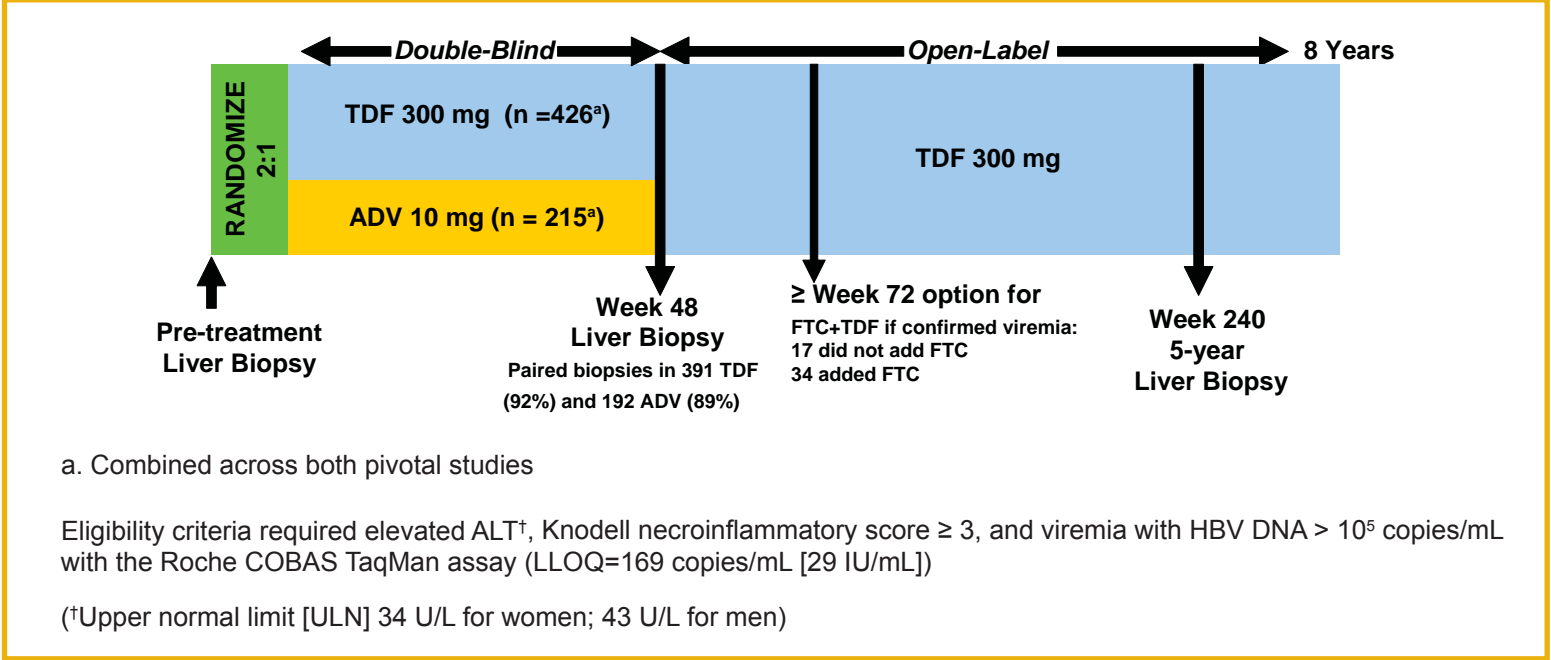 Double-Blind
Open-Label
8 Years
RANDOMIZE
2:1
TDF 300 mg (n =426ᵃ)
ADV 10 mg (n = 215ᵃ)
TDF 300 mg
Pre-treatment
Liver Biopsy
Week 48
Liver Biopsy
Paired biopsies in 391 TDF
(92%) and 192 ADV (89%)
≥ Week 72 option for
FTC+TDF if confirmed viremia:
17 did not add FTC
34 added FTC
Week 240
5-year
Liver Biopsy
a. Combined across both pivotal studies
Eligibility criteria required elevated ALT†, Knodell necroinflammatory score ≥ 3, and viremia with HBV DNA > 10⁵ copies/mL
with the Roche COBAS TaqMan assay (LLOQ=169 copies/mL [29 IU/mL])
(†Upper normal limit [ULN] 34 U/L for women; 43 U/L for men)